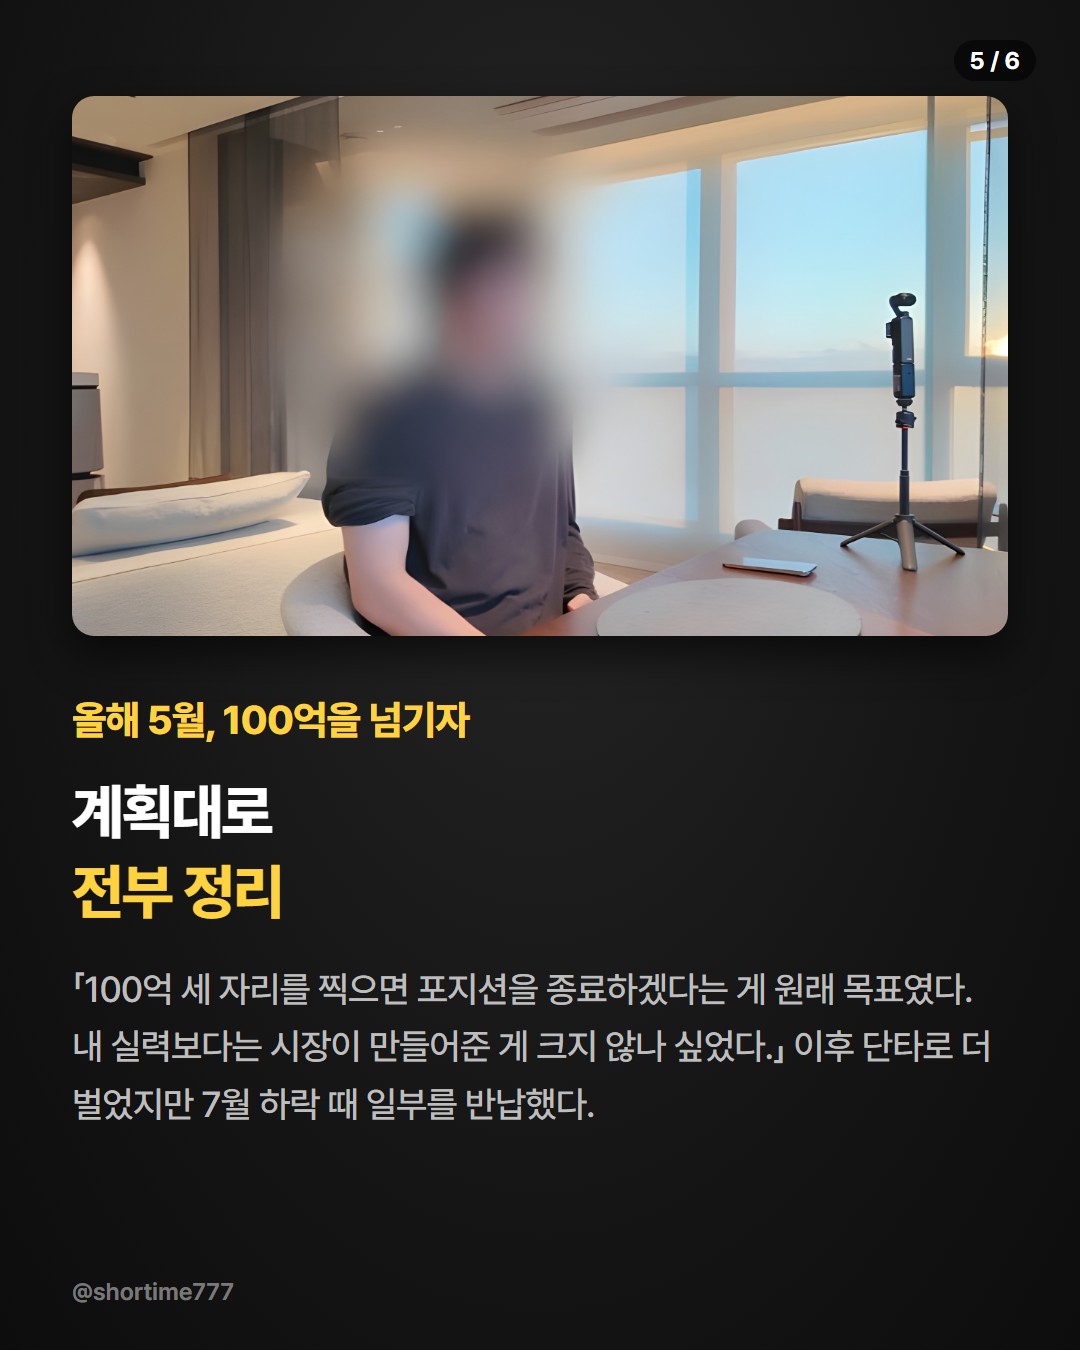 5 / 6
올해 5월, 100억을 넘기자
계획대로
전부 정리
「100억 세 자리를 찍으면 포지션을 종료하겠다는 게 원래 목표였다.
내 실력보다는 시장이 만들어준 게 크지 않나 싶었다.」 이후 단타로 더
벌었지만 7월 하락 때 일부를 반납했다.
@shortime777